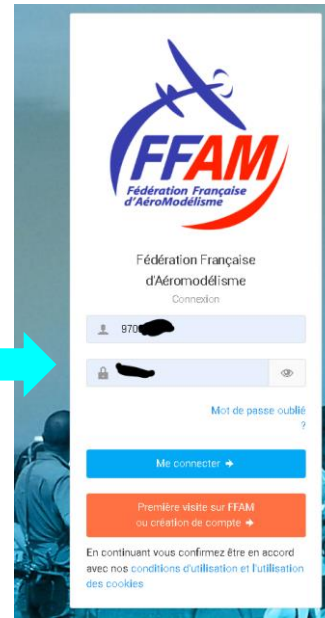 FFAM
Fédération Française
d'AéroModélisme
Fédération Française
d'Aéromodélisme
Connexion
970
Mot de passe oublié
?
Me connecter →
Première visite sur FFAM
ou création de compte →
En continuant vous confirmez être en accord
avec nos conditions d'utilisation et l'utilisation
des cookies